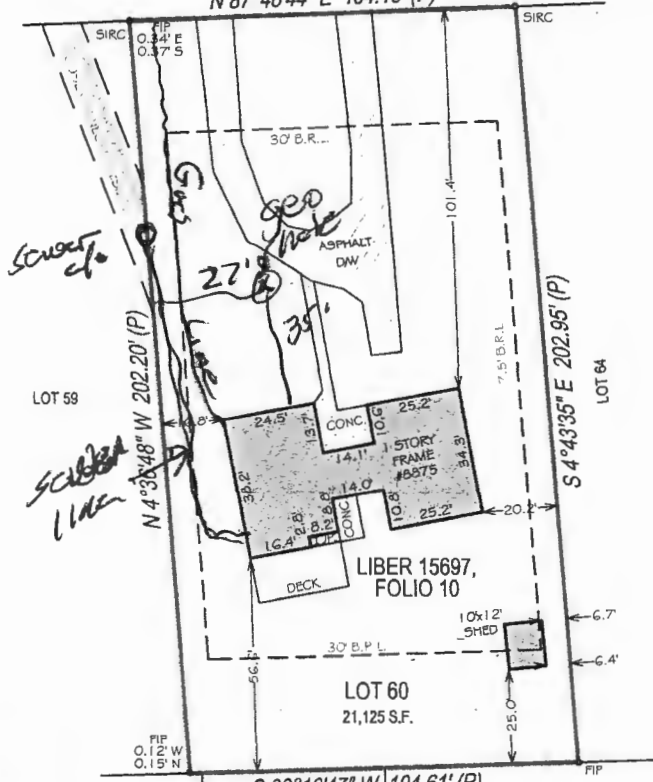 SIRC
FIP
0.34' E
0.37' S
SIRC
30' B.R.
Gas
Line
geo
hole
ASPHALT
D/W
101.4'
sewer
c/o
27'
35'
7.5' B.R.L
N 4°38'48" W 202.20' (P)
S 4°43'35" E 202.95' (P)
LOT 59
LOT 64
24.5'
13.7'
CONC.
10.6'
25.2'
14.1'
1 STORY
FRAME
#8875
34.3'
38.2'
14.0'
10.8'
25.2'
20.2'
16.4'
2.8'
8.2'
8.8'
CONC
DECK
line
LIBER 15697,
FOLIO 10
10'x12'
SHED
6.7'
6.4'
30' B.R.L.
LOT 60
21,125 S.F.
25.0'
FIP
0.12' W
0.15' N
FIP
104.61' (P)